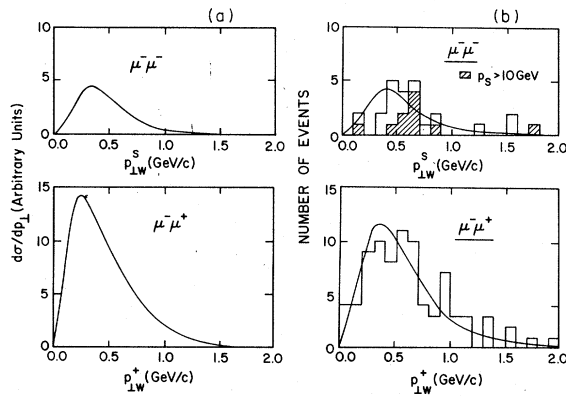 (a)
dσ/dp⊥ (Arbitrary Units)
10
5
0
μ⁻μ⁻
0.0 0.5 1.0 1.5 2.0
p^S_⊥W (GeV/c)
15
10
5
0
μ⁻μ⁺
0.0 0.5 1.0 1.5 2.0
p^+_⊥W (GeV/c)
(b)
NUMBER OF EVENTS
10
5
0
μ⁻μ⁻
p_S > 10 GeV
0.0 0.5 1.0 1.5 2.0
p^S_⊥W (GeV/c)
15
10
5
0
μ⁻μ⁺
0.0 0.5 1.0 1.5 2.0
p^+_⊥W (GeV/c)